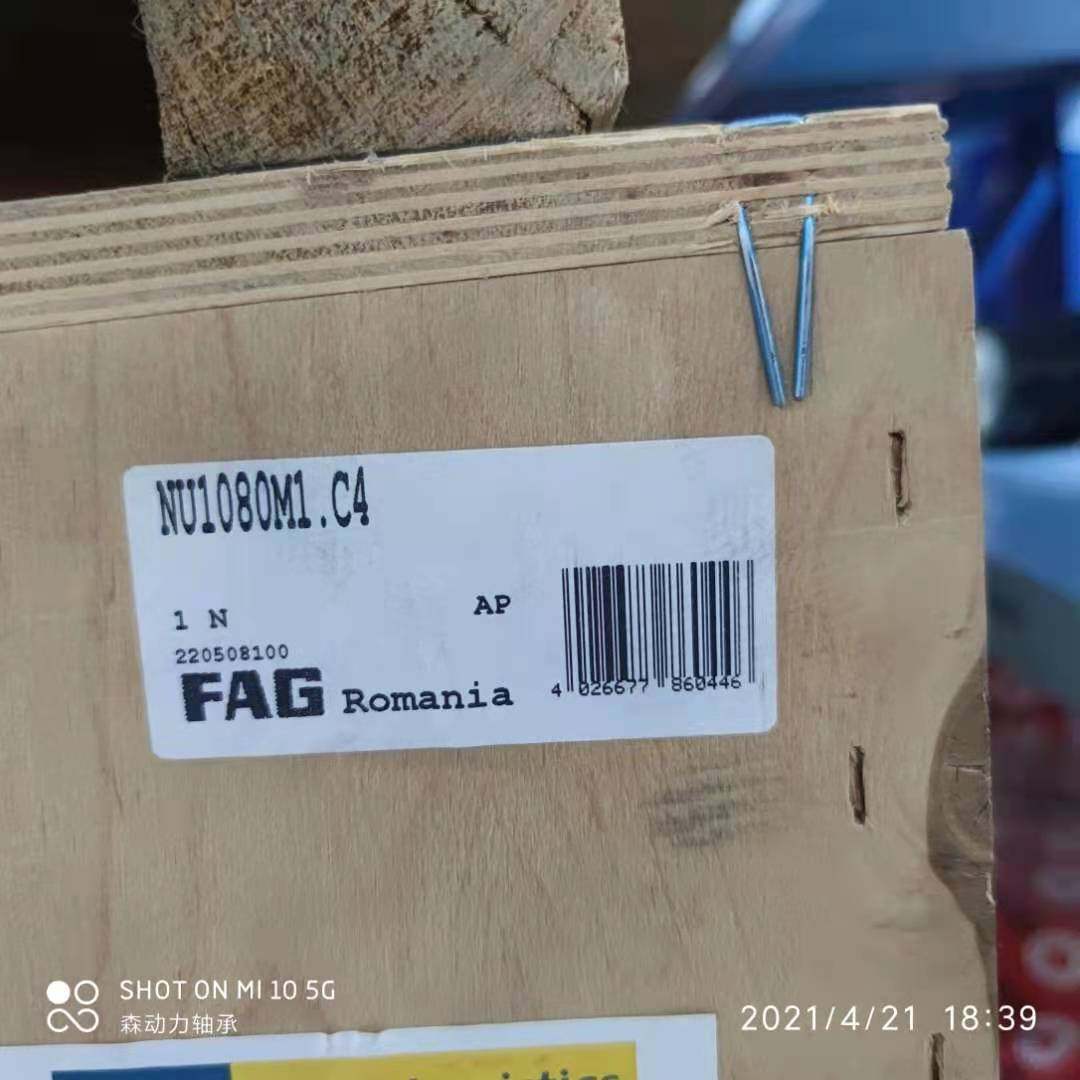 NU1080M1.C4
1 N
AP
220508100
FAG Romania
4 026677 860446
SHOT ON MI 10 5G
森动力轴承
2021/4/21 18:39